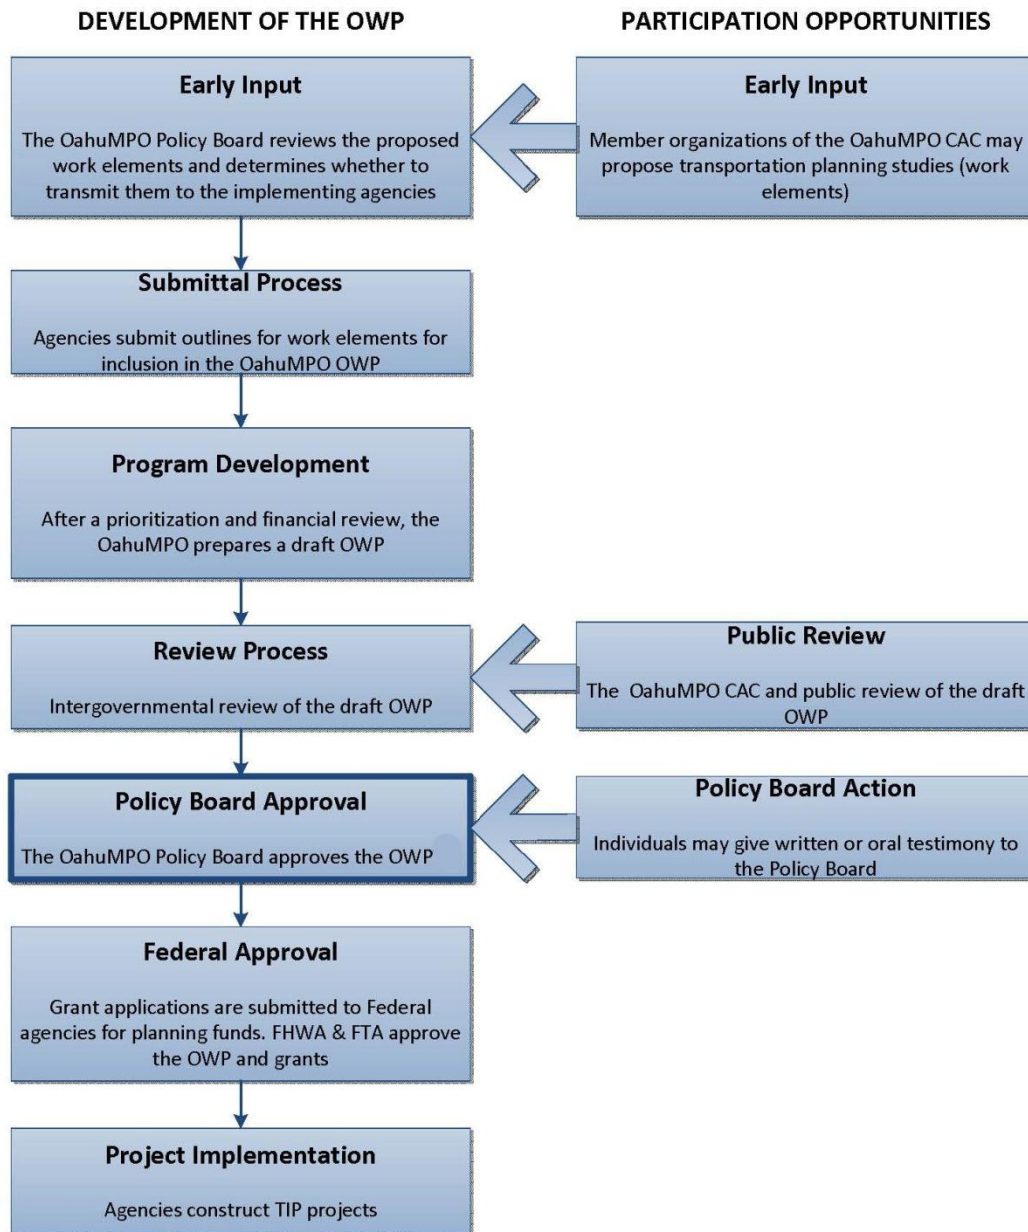 DEVELOPMENT OF THE OWP
PARTICIPATION OPPORTUNITIES
Early Input
The OahuMPO Policy Board reviews the proposed
work elements and determines whether to
transmit them to the implementing agencies
Early Input
Member organizations of the OahuMPO CAC may
propose transportation planning studies (work
elements)
Submittal Process
Agencies submit outlines for work elements for
inclusion in the OahuMPO OWP
Program Development
After a prioritization and financial review, the
OahuMPO prepares a draft OWP
Review Process
Intergovernmental review of the draft OWP
Public Review
The OahuMPO CAC and public review of the draft
OWP
Policy Board Approval
The OahuMPO Policy Board approves the OWP
Policy Board Action
Individuals may give written or oral testimony to
the Policy Board
Federal Approval
Grant applications are submitted to Federal
agencies for planning funds. FHWA & FTA approve
the OWP and grants
Project Implementation
Agencies construct TIP projects